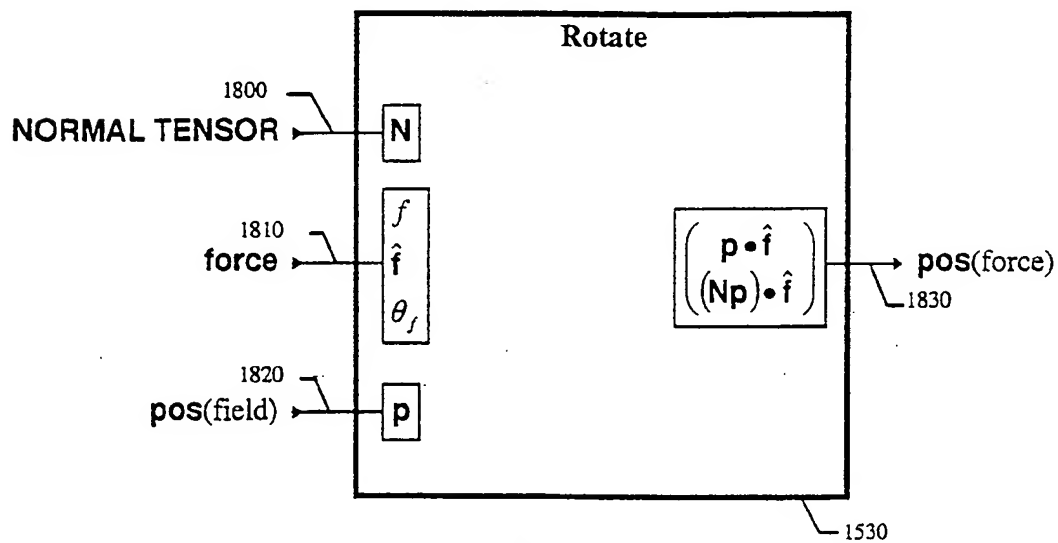 Rotate
1800
NORMAL TENSOR
N
1810
force
f
f̂
θ_f
p•f̂
(Np)•f̂
pos(force)
1830
1820
pos(field)
p
1530